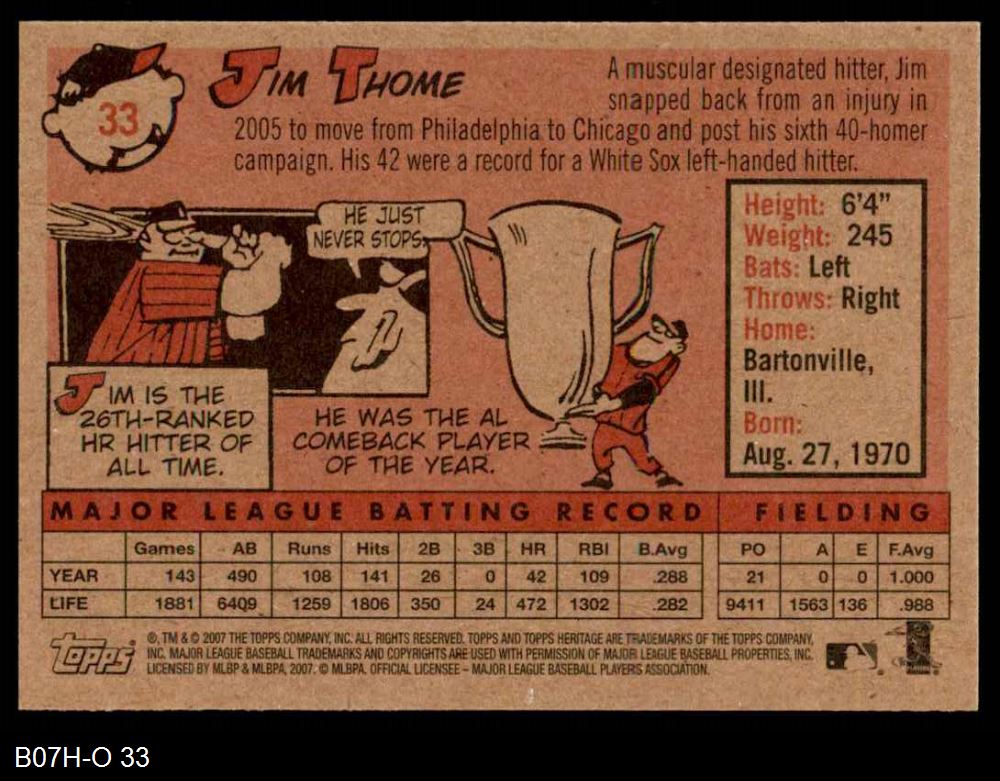 33
JIM THOME
A muscular designated hitter, Jim
snapped back from an injury in
2005 to move from Philadelphia to Chicago and post his sixth 40-homer
campaign. His 42 were a record for a White Sox left-handed hitter.
HE JUST
NEVER STOPS.
JIM IS THE
26TH-RANKED
HR HITTER OF
ALL TIME.
HE WAS THE AL
COMEBACK PLAYER
OF THE YEAR.
Height: 6'4"
Weight: 245
Bats: Left
Throws: Right
Home:
Bartonville,
Ill.
Born:
Aug. 27, 1970
MAJOR LEAGUE BATTING RECORD FIELDING
Games AB Runs Hits 2B 3B HR RBI B.Avg PO A E F.Avg
YEAR 143 490 108 141 26 0 42 109 .288 21 0 0 1.000
LIFE 1881 6409 1259 1806 350 24 472 1302 .282 9411 1563 136 .988
Topps
®, TM & © 2007 THE TOPPS COMPANY, INC. ALL RIGHTS RESERVED. TOPPS AND TOPPS HERITAGE ARE TRADEMARKS OF THE TOPPS COMPANY,
INC. MAJOR LEAGUE BASEBALL TRADEMARKS AND COPYRIGHTS ARE USED WITH PERMISSION OF MAJOR LEAGUE BASEBALL PROPERTIES, INC.
LICENSED BY MLBP & MLBPA, 2007. © MLBPA. OFFICIAL LICENSEE – MAJOR LEAGUE BASEBALL PLAYERS ASSOCIATION.
B07H-O 33